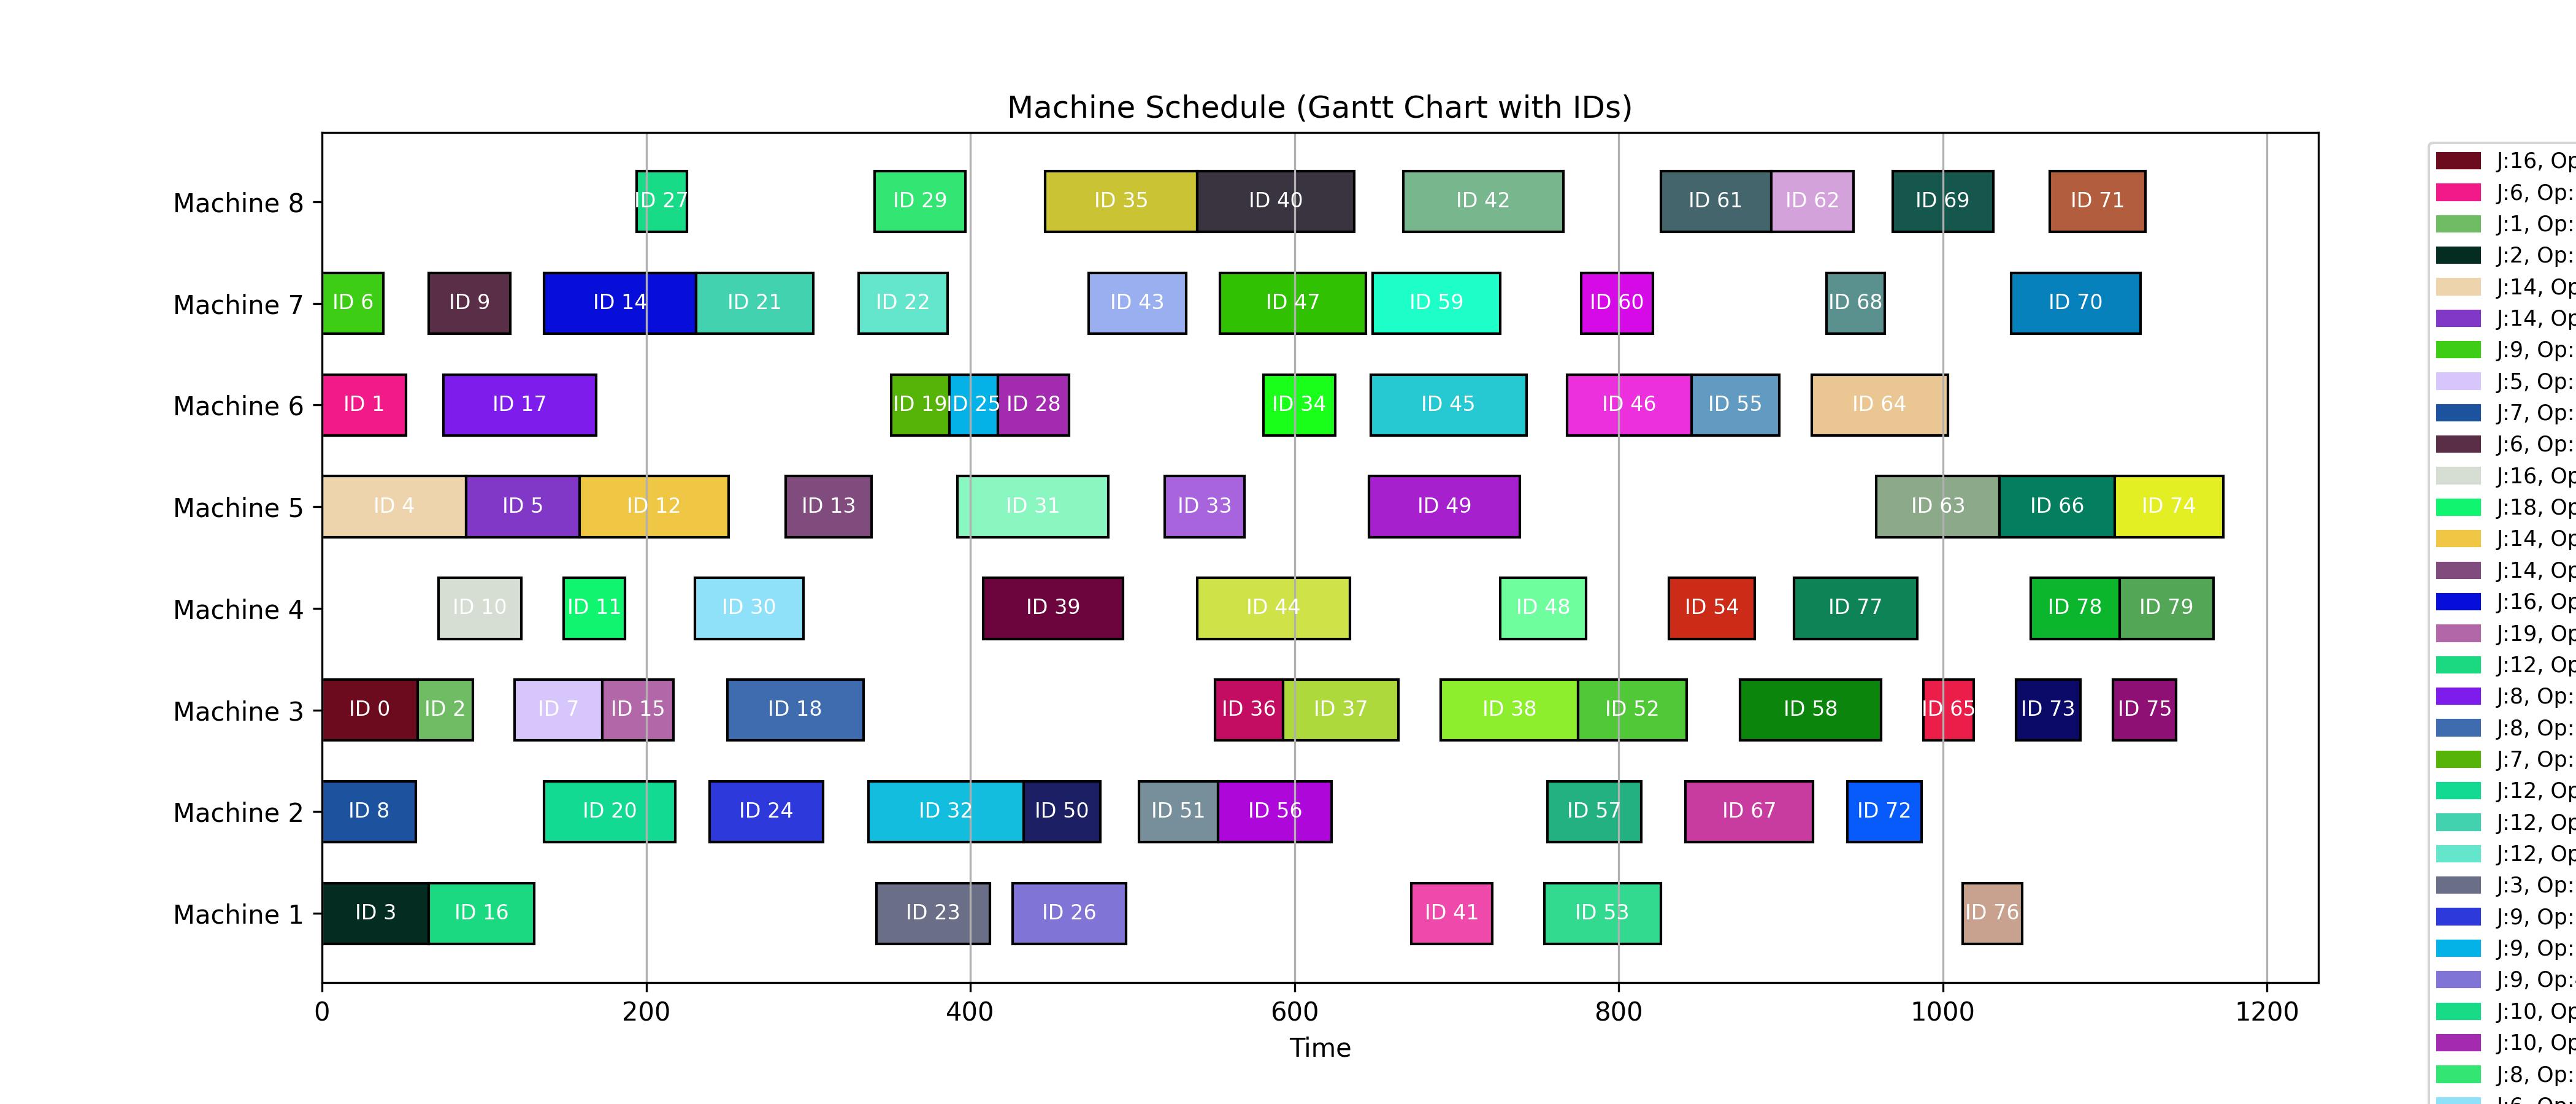 Machine Schedule (Gantt Chart with IDs)
Machine 8
ID 27
ID 29
ID 35
ID 40
ID 42
ID 61
ID 62
ID 69
ID 71
Machine 7
ID 6
ID 9
ID 14
ID 21
ID 22
ID 43
ID 47
ID 59
ID 60
ID 68
ID 70
Machine 6
ID 1
ID 17
ID 19
ID 25
ID 28
ID 34
ID 45
ID 46
ID 55
ID 64
Machine 5
ID 4
ID 5
ID 12
ID 13
ID 31
ID 33
ID 49
ID 63
ID 66
ID 74
Machine 4
ID 10
ID 11
ID 30
ID 39
ID 44
ID 48
ID 54
ID 77
ID 78
ID 79
Machine 3
ID 0
ID 2
ID 7
ID 15
ID 18
ID 36
ID 37
ID 38
ID 52
ID 58
ID 65
ID 73
ID 75
Machine 2
ID 8
ID 20
ID 24
ID 32
ID 50
ID 51
ID 56
ID 57
ID 67
ID 72
Machine 1
ID 3
ID 16
ID 23
ID 26
ID 41
ID 53
ID 76
0 200 400 600 800 1000 1200
Time
J:16, Op
J:6, Op:
J:1, Op:
J:2, Op:
J:14, Op
J:14, Op
J:9, Op:
J:5, Op:
J:7, Op:
J:6, Op:
J:16, Op
J:18, Op
J:14, Op
J:14, Op
J:16, Op
J:19, Op
J:12, Op
J:8, Op:
J:8, Op:
J:7, Op:
J:12, Op
J:12, Op
J:12, Op
J:3, Op:
J:9, Op:
J:9, Op:
J:9, Op:
J:10, Op
J:10, Op
J:8, Op:
J:6, Op: